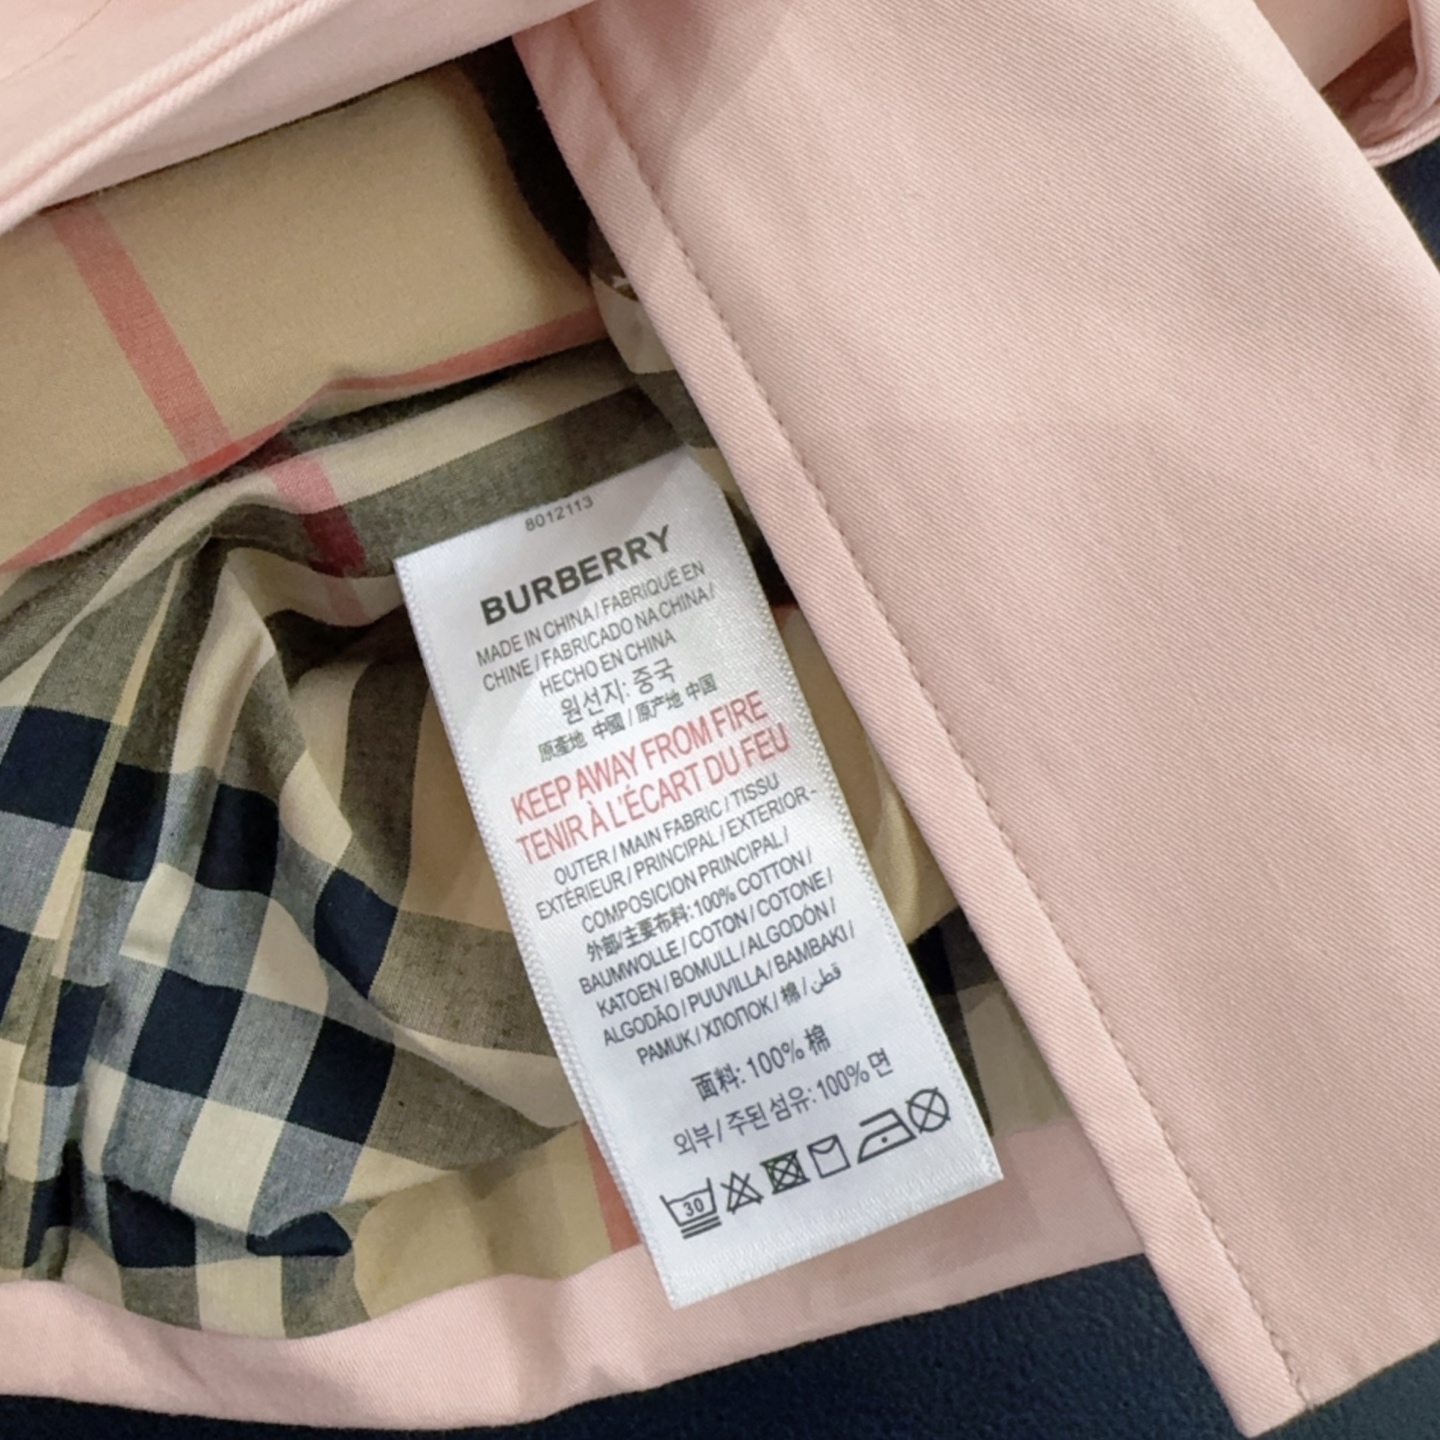 8012113
BURBERRY
MADE IN CHINA / FABRIQUÉ EN
CHINE / FABRICADO NA CHINA /
HECHO EN CHINA
원선지: 중국
原產地 中國 / 原产地 中国
KEEP AWAY FROM FIRE
TENIR À L'ÉCART DU FEU
OUTER / MAIN FABRIC / TISSU
EXTÉRIEUR / PRINCIPAL / EXTERIOR -
COMPOSICION PRINCIPAL /
外部/主要布料: 100% COTTON /
BAUMWOLLE / COTON / COTONE /
KATOEN / BOMULL / ALGODÓN /
ALGODÃO / PUUVILLA / BAMBAKI /
PAMUK / ХЛОПОК / 棉 / قطن
面料: 100% 棉
외부 / 주된 섬유: 100% 면
30